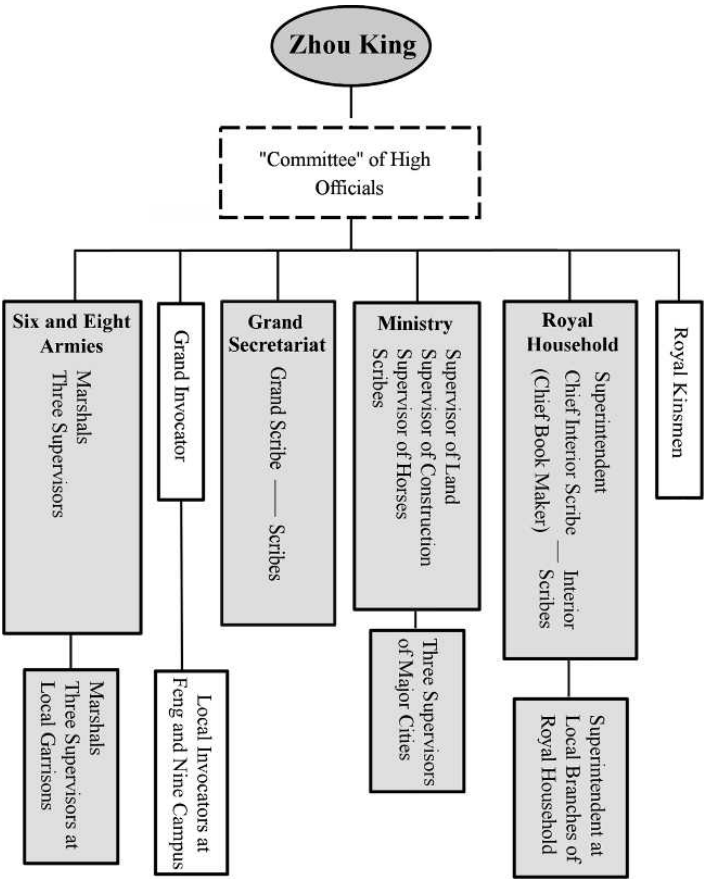 Zhou King
"Committee" of High
Officials
Six and Eight
Armies
Marshals
Three Supervisors
Grand Invocator
Grand
Secretariat
Grand Scribe — Scribes
Ministry
Supervisor of Land
Supervisor of Construction
Supervisor of Horses
Scribes
Royal
Household
Superintendent
Chief Interior Scribe — Interior
(Chief Book Maker) Scribes
Royal Kinsmen
Marshals
Three Supervisors at
Local Garrisons
Local Invocators at
Feng and Nine Campus
Three Supervisors
of Major Cities
Superintendent at
Local Branches of
Royal Household